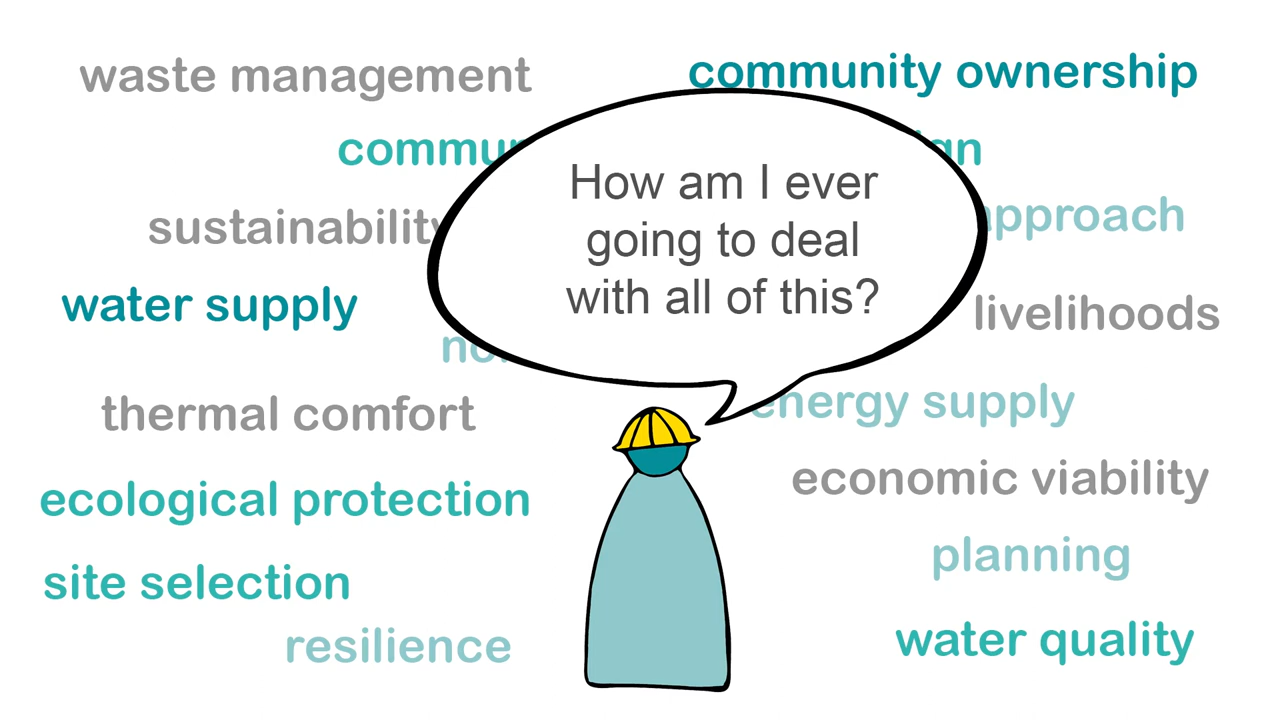 waste management
community ownership
How am I ever
going to deal
with all of this?
sustainability
approach
water supply
livelihoods
thermal comfort
energy supply
ecological protection
economic viability
site selection
planning
resilience
water quality